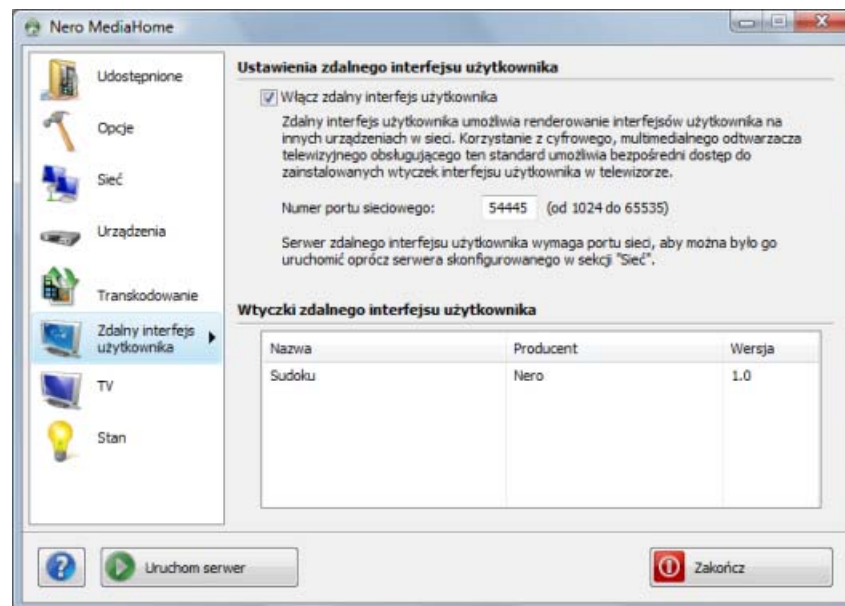 Nero MediaHome
Udostępnione
Opcje
Sieć
Urządzenia
Transkodowanie
Zdalny interfejs
użytkownika
TV
Stan
Ustawienia zdalnego interfejsu użytkownika
Włącz zdalny interfejs użytkownika
Zdalny interfejs użytkownika umożliwia renderowanie interfejsów użytkownika na
innych urządzeniach w sieci. Korzystanie z cyfrowego, multimedialnego odtwarzacza
telewizyjnego obsługującego ten standard umożliwia bezpośredni dostęp do
zainstalowanych wtyczek interfejsu użytkownika w telewizorze.
Numer portu sieciowego: 54445 (od 1024 do 65535)
Serwer zdalnego interfejsu użytkownika wymaga portu sieci, aby można było go
uruchomić oprócz serwera skonfigurowanego w sekcji "Sieć".
Wtyczki zdalnego interfejsu użytkownika
Nazwa Producent Wersja
Sudoku Nero 1.0
? Uruchom serwer Zakończ